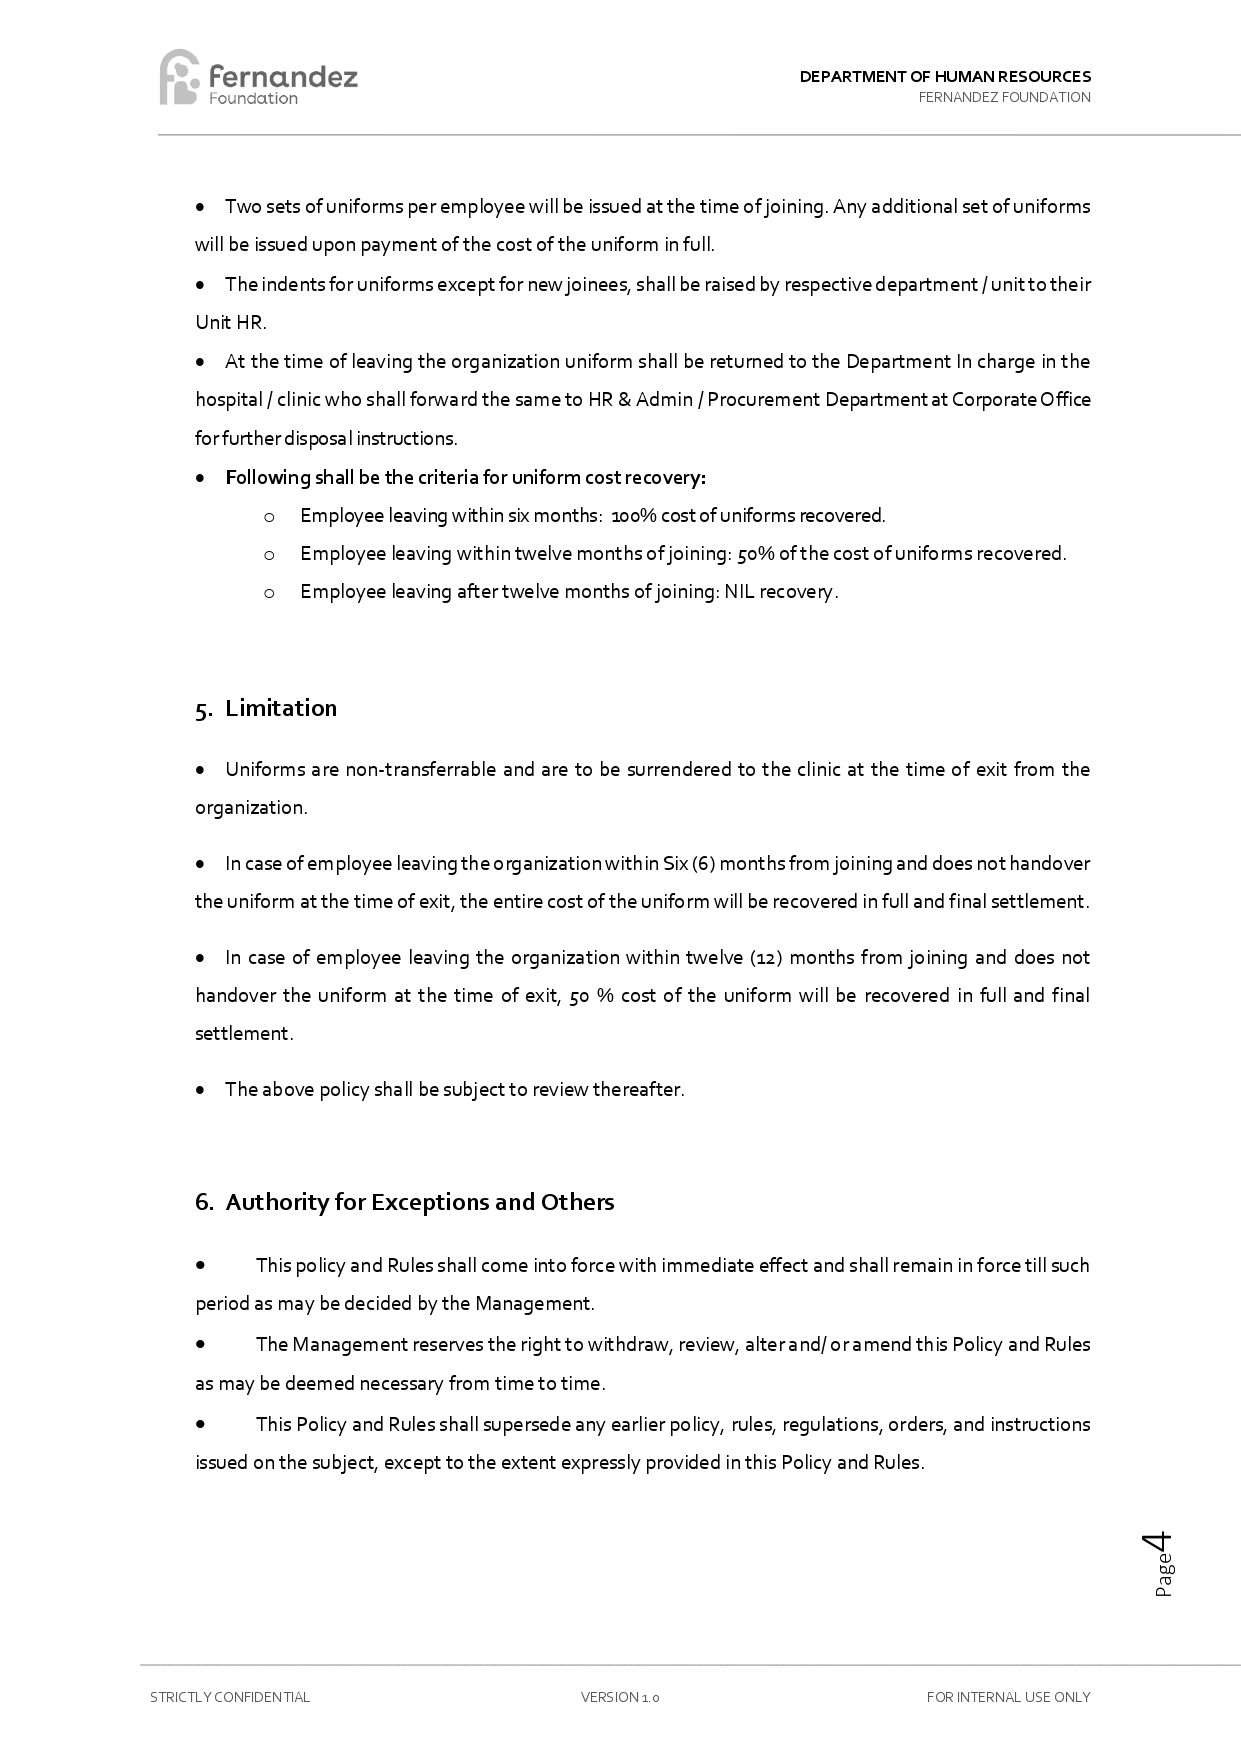 fernandez
Foundation
DEPARTMENT OF HUMAN RESOURCES
FERNANDEZ FOUNDATION
• Two sets of uniforms per employee will be issued at the time of joining. Any additional set of uniforms
will be issued upon payment of the cost of the uniform in full.
• The indents for uniforms except for new joinees, shall be raised by respective department / unit to their
Unit HR.
• At the time of leaving the organization uniform shall be returned to the Department In charge in the
hospital / clinic who shall forward the same to HR & Admin / Procurement Department at Corporate Office
for further disposal instructions.
• Following shall be the criteria for uniform cost recovery:
o Employee leaving within six months: 100% cost of uniforms recovered.
o Employee leaving within twelve months of joining: 50% of the cost of uniforms recovered.
o Employee leaving after twelve months of joining: NIL recovery.
5. Limitation
• Uniforms are non-transferrable and are to be surrendered to the clinic at the time of exit from the
organization.
• In case of employee leaving the organization within Six (6) months from joining and does not handover
the uniform at the time of exit, the entire cost of the uniform will be recovered in full and final settlement.
• In case of employee leaving the organization within twelve (12) months from joining and does not
handover the uniform at the time of exit, 50 % cost of the uniform will be recovered in full and final
settlement.
• The above policy shall be subject to review thereafter.
6. Authority for Exceptions and Others
• This policy and Rules shall come into force with immediate effect and shall remain in force till such
period as may be decided by the Management.
• The Management reserves the right to withdraw, review, alter and/ or amend this Policy and Rules
as may be deemed necessary from time to time.
• This Policy and Rules shall supersede any earlier policy, rules, regulations, orders, and instructions
issued on the subject, except to the extent expressly provided in this Policy and Rules.
Page4
STRICTLY CONFIDENTIAL
VERSION 1.0
FOR INTERNAL USE ONLY